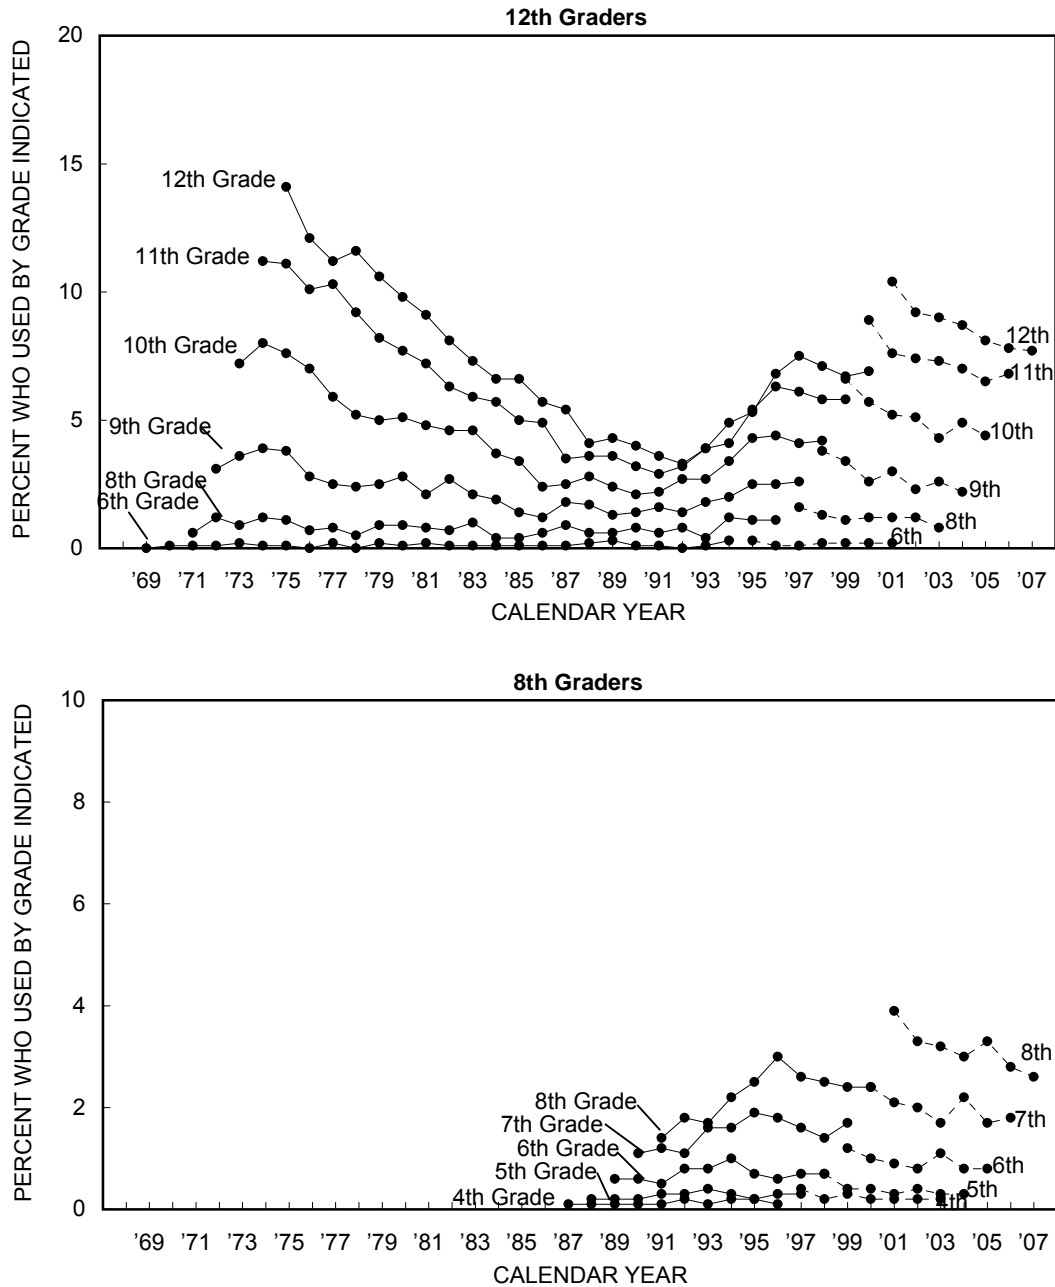 12th Graders
PERCENT WHO USED BY GRADE INDICATED
20
15
10
5
0
12th Grade
11th Grade
10th Grade
9th Grade
8th Grade
6th Grade
12th
11th
10th
9th
8th
6th
’69 ’71 ’73 ’75 ’77 ’79 ’81 ’83 ’85 ’87 ’89 ’91 ’93 ’95 ’97 ’99 ’01 ’03 ’05 ’07
CALENDAR YEAR
8th Graders
PERCENT WHO USED BY GRADE INDICATED
10
8
6
4
2
0
8th Grade
7th Grade
6th Grade
5th Grade
4th Grade
8th
7th
6th
5th
4th
’69 ’71 ’73 ’75 ’77 ’79 ’81 ’83 ’85 ’87 ’89 ’91 ’93 ’95 ’97 ’99 ’01 ’03 ’05 ’07
CALENDAR YEAR